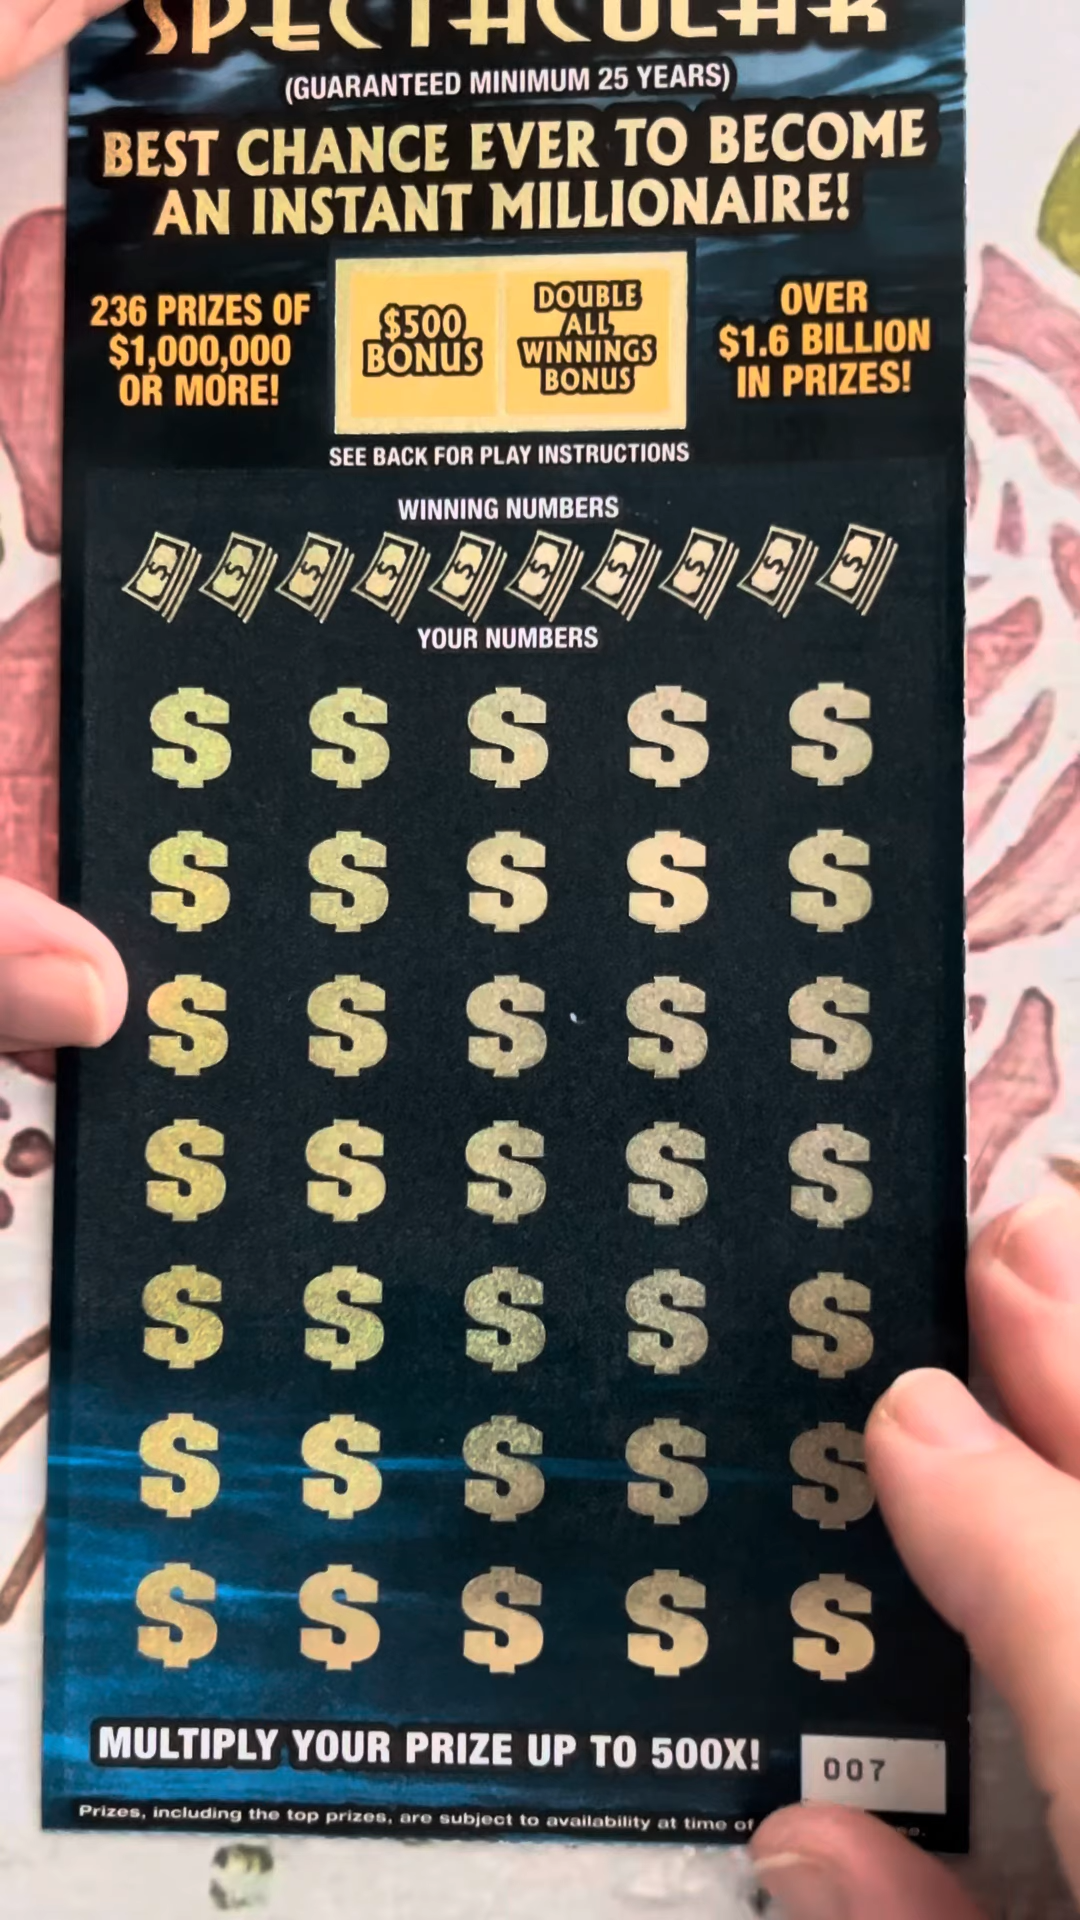 SPECTACULAR
(GUARANTEED MINIMUM 25 YEARS)
BEST CHANCE EVER TO BECOME
AN INSTANT MILLIONAIRE!
236 PRIZES OF
$1,000,000
OR MORE!
$500
BONUS
DOUBLE
ALL
WINNINGS
BONUS
OVER
$1.6 BILLION
IN PRIZES!
SEE BACK FOR PLAY INSTRUCTIONS
WINNING NUMBERS
$ $ $ $ $ $ $ $ $ $
YOUR NUMBERS
$ $ $ $ $
$ $ $ $ $
$ $ $ $ $
$ $ $ $ $
$ $ $ $ $
$ $ $ $ $
$ $ $ $ $
MULTIPLY YOUR PRIZE UP TO 500X!
007
Prizes, including the top prizes, are subject to availability at time of